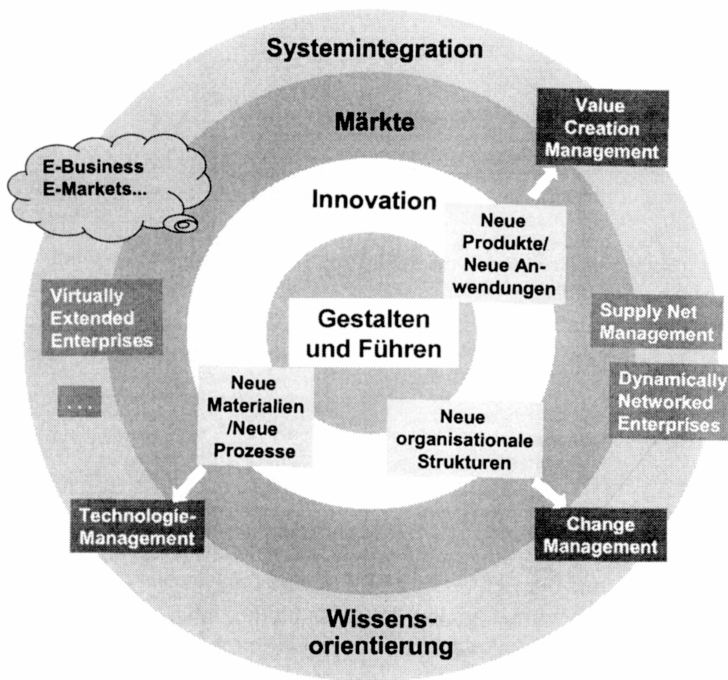 Systemintegration
Märkte
Value
Creation
Management
E-Business
E-Markets...
Innovation
Neue
Produkte/
Neue An-
wendungen
Virtually
Extended
Enterprises
Gestalten
und Führen
Supply Net
Management
...
Neue
Materialien
/Neue
Prozesse
Dynamically
Networked
Enterprises
Neue
organisationale
Strukturen
Technologie-
Management
Change
Management
Wissens-
orientierung